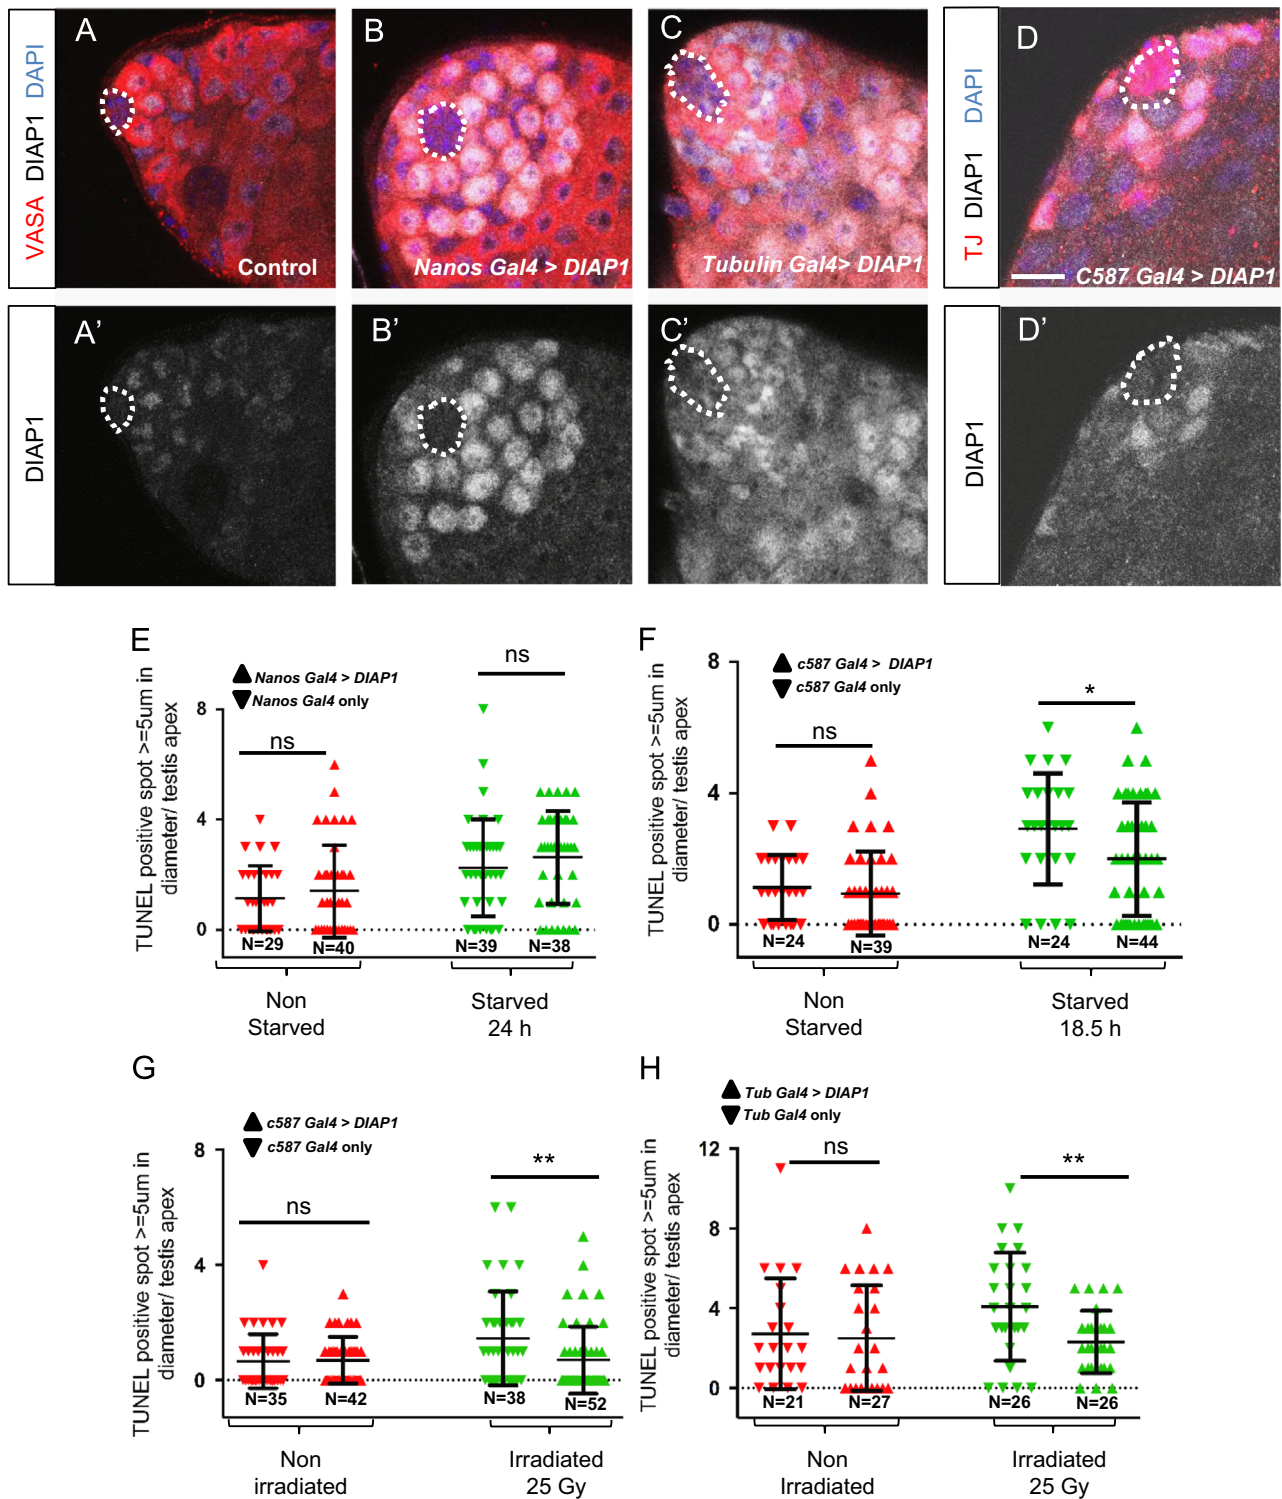 A
B
C
D
VASA DIAP1 DAPI
TJ DIAP1 DAPI
Control
Nanos Gal4 > DIAP1
Tubulin Gal4> DIAP1
C587 Gal4 > DIAP1
A’
B’
C’
D’
DIAP1
DIAP1
E
Nanos Gal4 > DIAP1
Nanos Gal4 only
TUNEL positive spot >=5um in
diameter/ testis apex
8
4
0
ns
ns
N=29
N=40
N=39
N=38
Non
Starved
Starved
24 h
F
c587 Gal4 > DIAP1
c587 Gal4 only
TUNEL positive spot >=5um in
diameter/ testis apex
8
4
0
ns
*
N=24
N=39
N=24
N=44
Non
Starved
Starved
18.5 h
G
c587 Gal4 > DIAP1
c587 Gal4 only
TUNEL positive spot >=5um in
diameter/ testis apex
8
4
0
ns
**
N=35
N=42
N=38
N=52
Non
irradiated
Irradiated
25 Gy
H
Tub Gal4 > DIAP1
Tub Gal4 only
TUNEL positive spot >=5um in
diameter/ testis apex
12
8
4
0
ns
**
N=21
N=27
N=26
N=26
Non
Irradiated
Irradiated
25 Gy